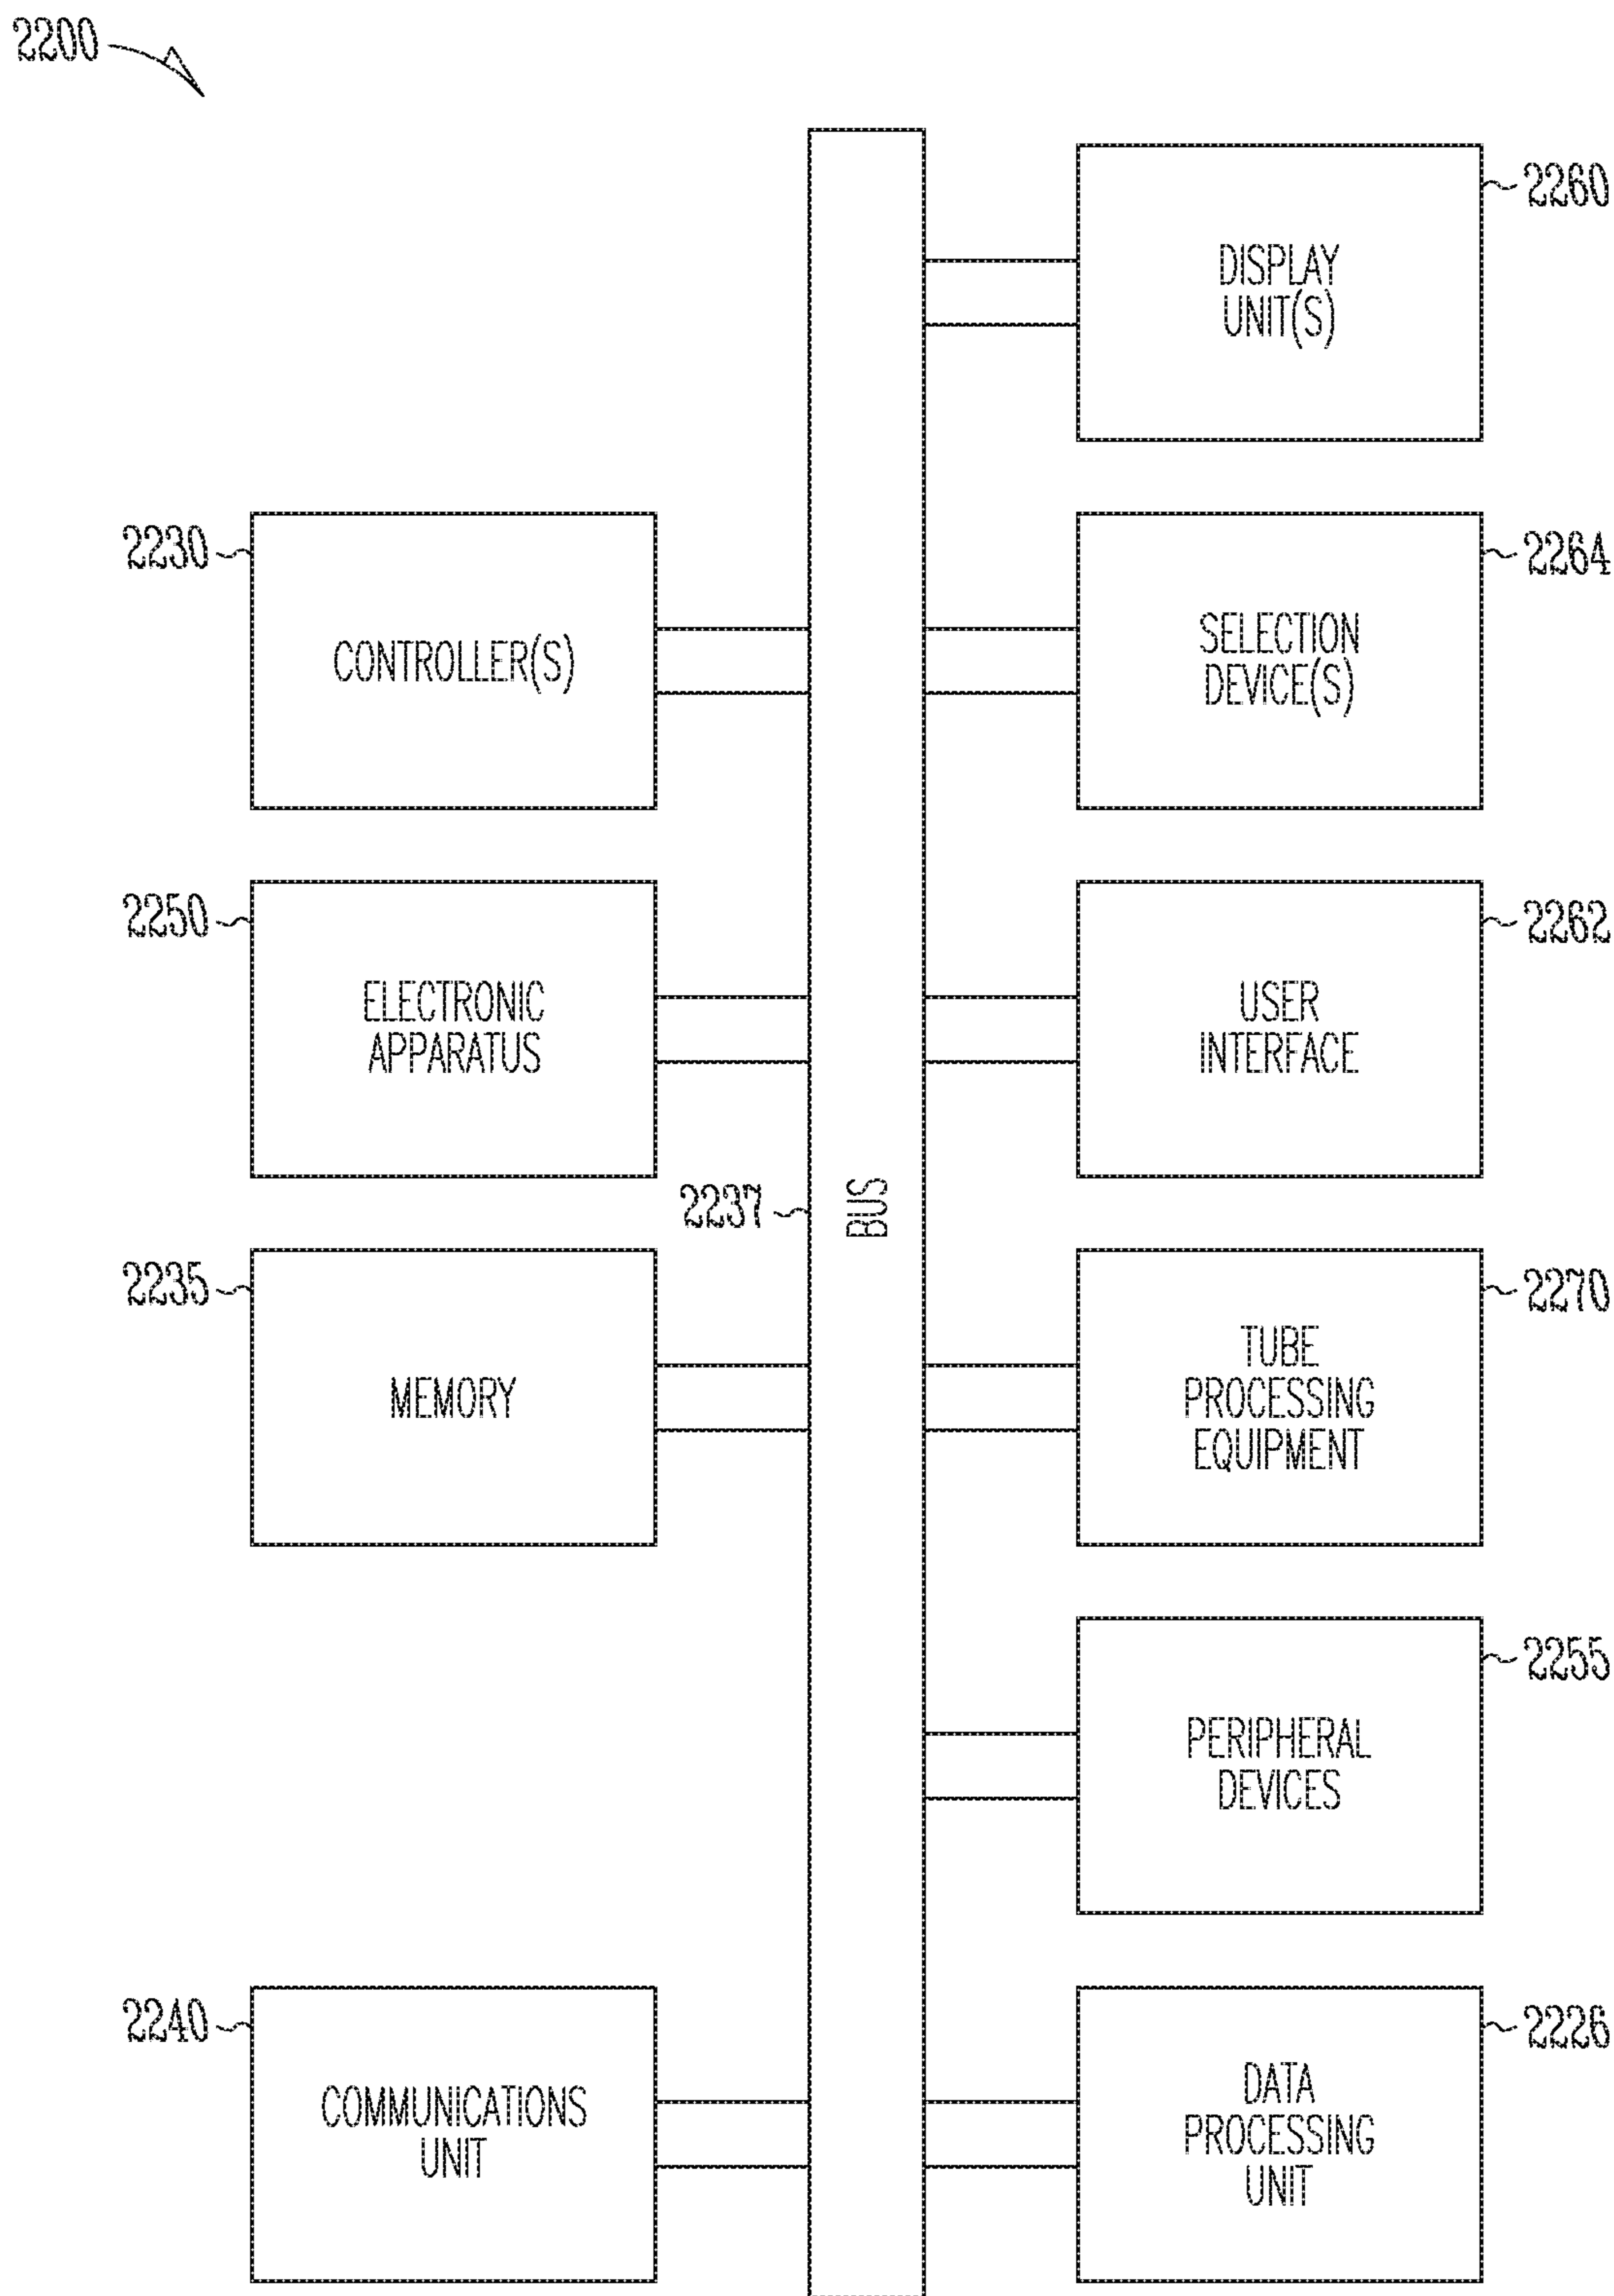 2200
2260
DISPLAY
UNIT(S)
2230
CONTROLLER(S)
2264
SELECTION
DEVICE(S)
2250
ELECTRONIC
APPARATUS
2262
USER
INTERFACE
2237
BUS
2235
MEMORY
2270
TUBE
PROCESSING
EQUIPMENT
2255
PERIPHERAL
DEVICES
2240
COMMUNICATIONS
UNIT
2226
DATA
PROCESSING
UNIT